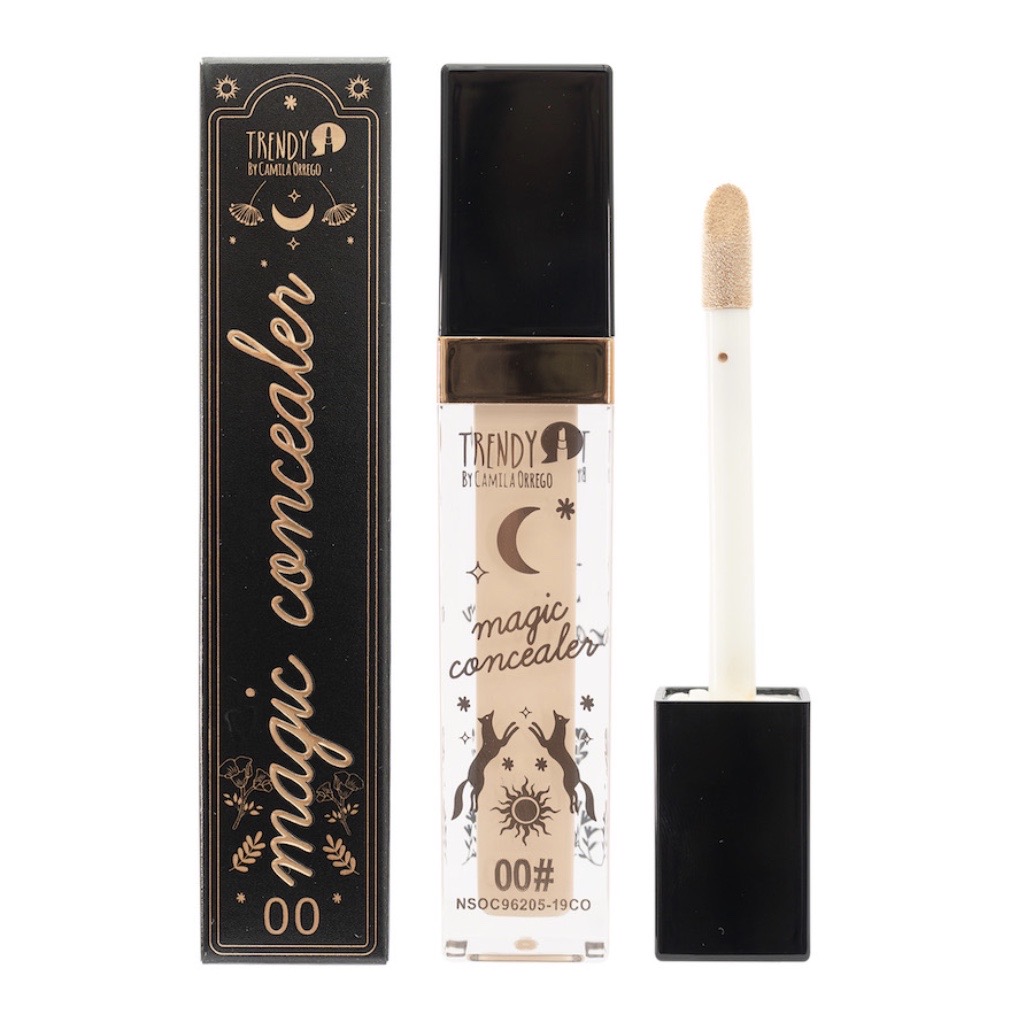 TRENDY
BY CAMILA ORREGO
magic concealer
00
TRENDY
BY CAMILA ORREGO
magic
concealer
00#
NSOC96205-19CO